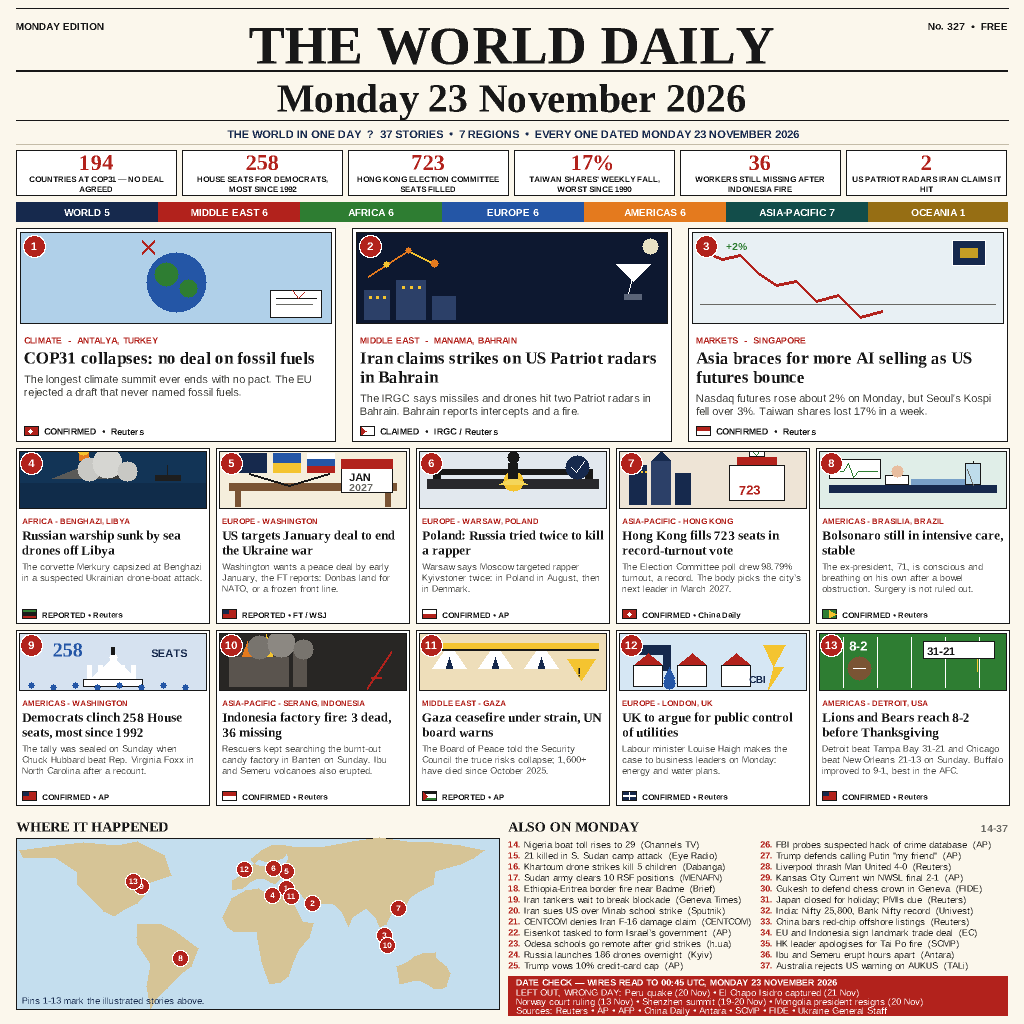 MONDAY EDITION
No. 327 • FREE
THE WORLD DAILY
Monday 23 November 2026
THE WORLD IN ONE DAY ? 37 STORIES • 7 REGIONS • EVERY ONE DATED MONDAY 23 NOVEMBER 2026
194
COUNTRIES AT COP31 — NO DEAL
AGREED
258
HOUSE SEATS FOR DEMOCRATS,
MOST SINCE 1992
723
HONG KONG ELECTION COMMITTEE
SEATS FILLED
17%
TAIWAN SHARES' WEEKLY FALL,
WORST SINCE 1990
36
WORKERS STILL MISSING AFTER
INDONESIA FIRE
2
US PATRIOT RADARS IRAN CLAIMS IT
HIT
WORLD 5
MIDDLE EAST 6
AFRICA 6
EUROPE 6
AMERICAS 6
ASIA-PACIFIC 7
OCEANIA 1
1
CLIMATE - ANTALYA, TURKEY
COP31 collapses: no deal on fossil fuels
The longest climate summit ever ends with no pact. The EU
rejected a draft that never named fossil fuels.
CONFIRMED • Reuters
2
MIDDLE EAST - MANAMA, BAHRAIN
Iran claims strikes on US Patriot radars
in Bahrain
The IRGC says missiles and drones hit two Patriot radars in
Bahrain. Bahrain reports intercepts and a fire.
CLAIMED • IRGC / Reuters
3
+2%
MARKETS - SINGAPORE
Asia braces for more AI selling as US
futures bounce
Nasdaq futures rose about 2% on Monday, but Seoul's Kospi
fell over 3%. Taiwan shares lost 17% in a week.
CONFIRMED • Reuters
4
AFRICA - BENGHAZI, LIBYA
Russian warship sunk by sea
drones off Libya
The corvette Merkury capsized at Benghazi
in a suspected Ukrainian drone-boat attack.
REPORTED • Reuters
5
JAN
2027
EUROPE - WASHINGTON
US targets January deal to end
the Ukraine war
Washington wants a peace deal by early
January, the FT reports: Donbas land for
NATO, or a frozen front line.
REPORTED • FT / WSJ
6
EUROPE - WARSAW, POLAND
Poland: Russia tried twice to kill
a rapper
Warsaw says Moscow targeted rapper
Kyivstoner twice: in Poland in August, then
in Denmark.
CONFIRMED • AP
7
723
ASIA-PACIFIC - HONG KONG
Hong Kong fills 723 seats in
record-turnout vote
The Election Committee poll drew 98.79%
turnout, a record. The body picks the city's
next leader in March 2027.
CONFIRMED • China Daily
8
AMERICAS - BRASILIA, BRAZIL
Bolsonaro still in intensive care,
stable
The ex-president, 71, is conscious and
breathing on his own after a bowel
obstruction. Surgery is not ruled out.
CONFIRMED • Reuters
9
258
SEATS
AMERICAS - WASHINGTON
Democrats clinch 258 House
seats, most since 1992
The tally was sealed on Sunday when
Chuck Hubbard beat Rep. Virginia Foxx in
North Carolina after a recount.
CONFIRMED • AP
10
ASIA-PACIFIC - SERANG, INDONESIA
Indonesia factory fire: 3 dead,
36 missing
Rescuers kept searching the burnt-out
candy factory in Banten on Sunday. Ibu
and Semeru volcanoes also erupted.
CONFIRMED • Reuters
11
!
MIDDLE EAST - GAZA
Gaza ceasefire under strain, UN
board warns
The Board of Peace told the Security
Council the truce risks collapse; 1,600+
have died since October 2025.
REPORTED • AP
12
CBI
EUROPE - LONDON, UK
UK to argue for public control
of utilities
Labour minister Louise Haigh makes the
case to business leaders on Monday:
energy and water plans.
CONFIRMED • Reuters
13
8-2
31-21
AMERICAS - DETROIT, USA
Lions and Bears reach 8-2
before Thanksgiving
Detroit beat Tampa Bay 31-21 and Chicago
beat New Orleans 21-13 on Sunday. Buffalo
improved to 9-1, best in the AFC.
CONFIRMED • Reuters
WHERE IT HAPPENED
13
9
12
6
5
4
1
11
2
7
3
10
8
Pins 1-13 mark the illustrated stories above.
ALSO ON MONDAY
14-37
14. Nigeria boat toll rises to 29 (Channels TV)
15. 21 killed in S. Sudan camp attack (Eye Radio)
16. Khartoum drone strikes kill 5 children (Dabanga)
17. Sudan army clears 10 RSF positions (MENAFN)
18. Ethiopia-Eritrea border fire near Badme (Brief)
19. Iran tankers wait to break blockade (Geneva Times)
20. Iran sues US over Minab school strike (Sputnik)
21. CENTCOM denies Iran F-16 damage claim (CENTCOM)
22. Eisenkot tasked to form Israel's government (AP)
23. Odesa schools go remote after grid strikes (h.ua)
24. Russia launches 186 drones overnight (Kyiv)
25. Trump vows 10% credit-card cap (AP)
26. FBI probes suspected hack of crime database (AP)
27. Trump defends calling Putin "my friend" (AP)
28. Liverpool thrash Man United 4-0 (Reuters)
29. Kansas City Current win NWSL final 2-1 (AP)
30. Gukesh to defend chess crown in Geneva (FIDE)
31. Japan closed for holiday; PMIs due (Reuters)
32. India: Nifty 25,800, Bank Nifty record (Univest)
33. China bars red-chip offshore listings (Reuters)
34. EU and Indonesia sign landmark trade deal (EC)
35. HK leader apologises for Tai Po fire (SCMP)
36. Ibu and Semeru erupt hours apart (Antara)
37. Australia rejects US warning on AUKUS (TALi)
DATE CHECK — WIRES READ TO 00:45 UTC, MONDAY 23 NOVEMBER 2026
LEFT OUT, WRONG DAY: Peru quake (20 Nov) • El Chapo Isidro captured (21 Nov)
Norway court ruling (13 Nov) • Shenzhen summit (19-20 Nov) • Mongolia president resigns (20 Nov)
Sources: Reuters • AP • AFP • China Daily • Antara • SCMP • FIDE • Ukraine General Staff